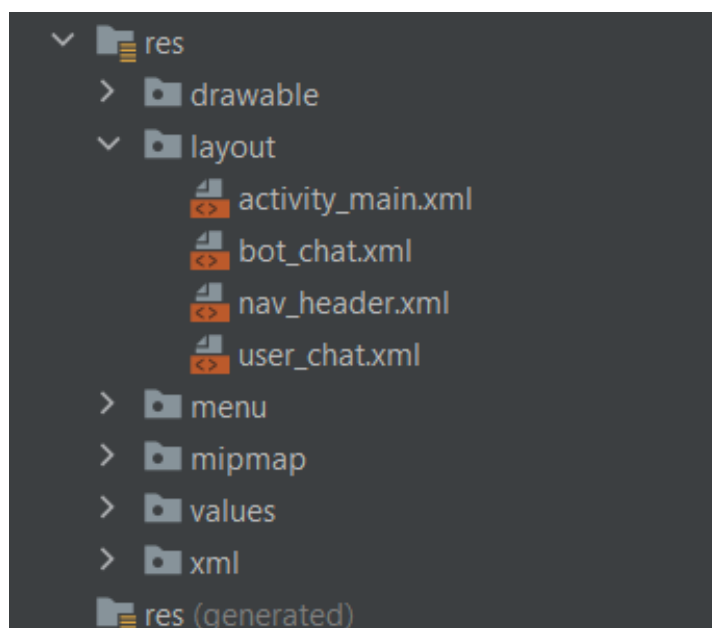 res
drawable
layout
activity_main.xml
bot_chat.xml
nav_header.xml
user_chat.xml
menu
mipmap
values
xml
res (generated)